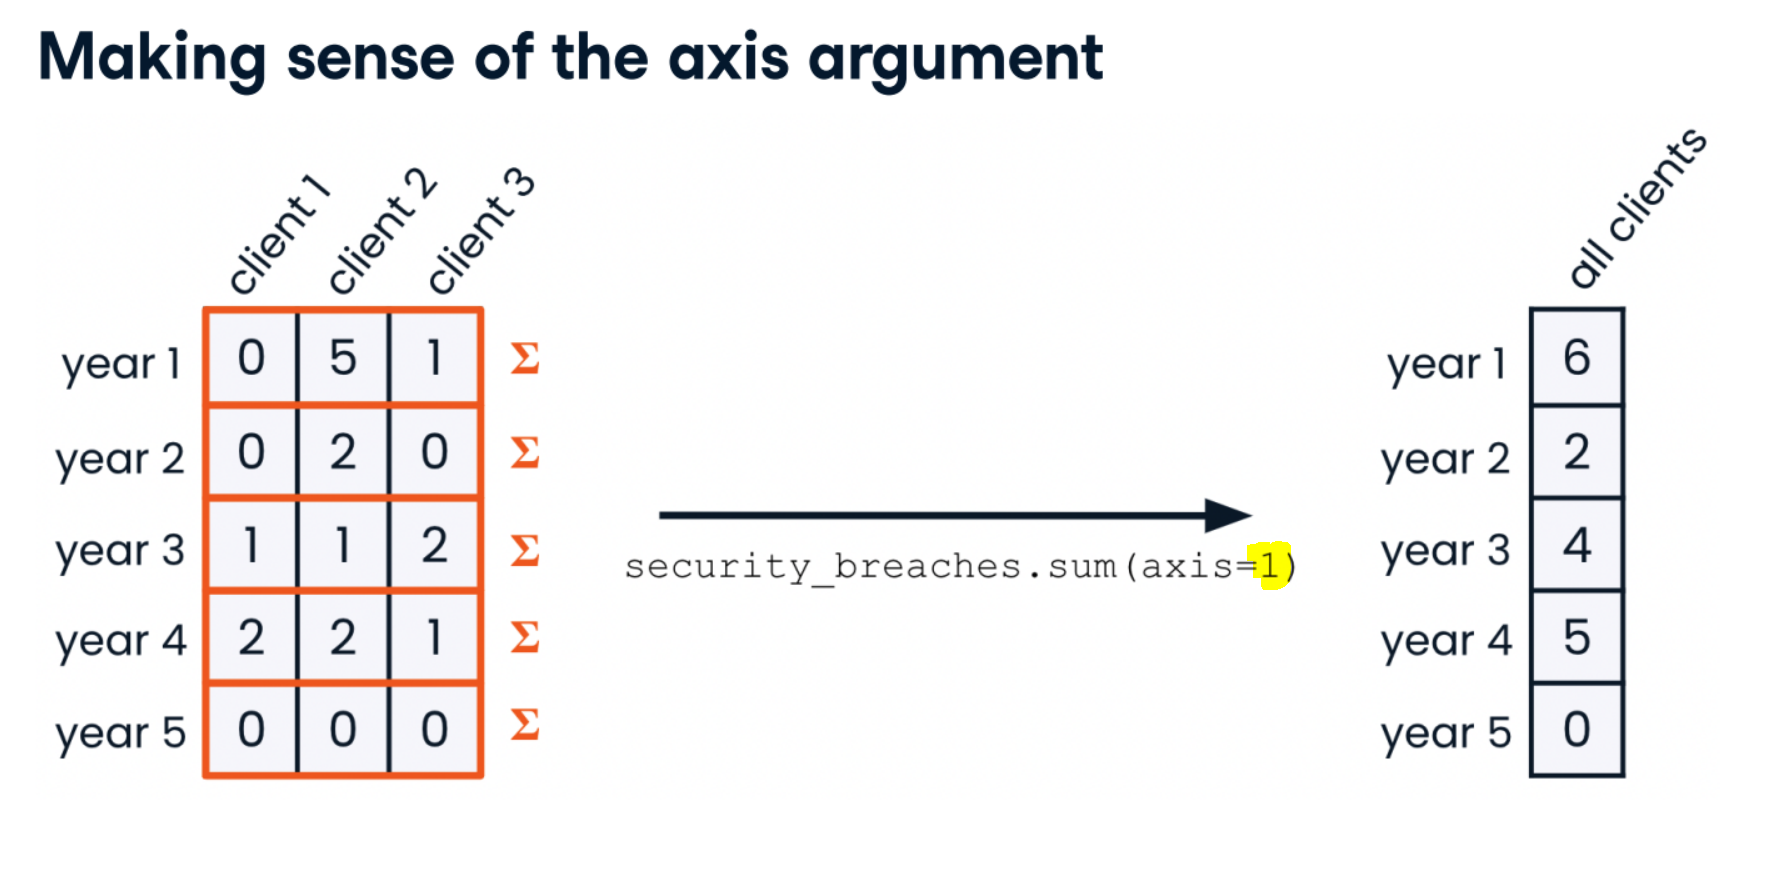 Making sense of the axis argument
client 1 client 2 client 3
all clients
year 1 0 5 1 Σ
year 2 0 2 0 Σ
year 3 1 1 2 Σ
year 4 2 2 1 Σ
year 5 0 0 0 Σ
security_breaches.sum(axis=1)
year 1 6
year 2 2
year 3 4
year 4 5
year 5 0